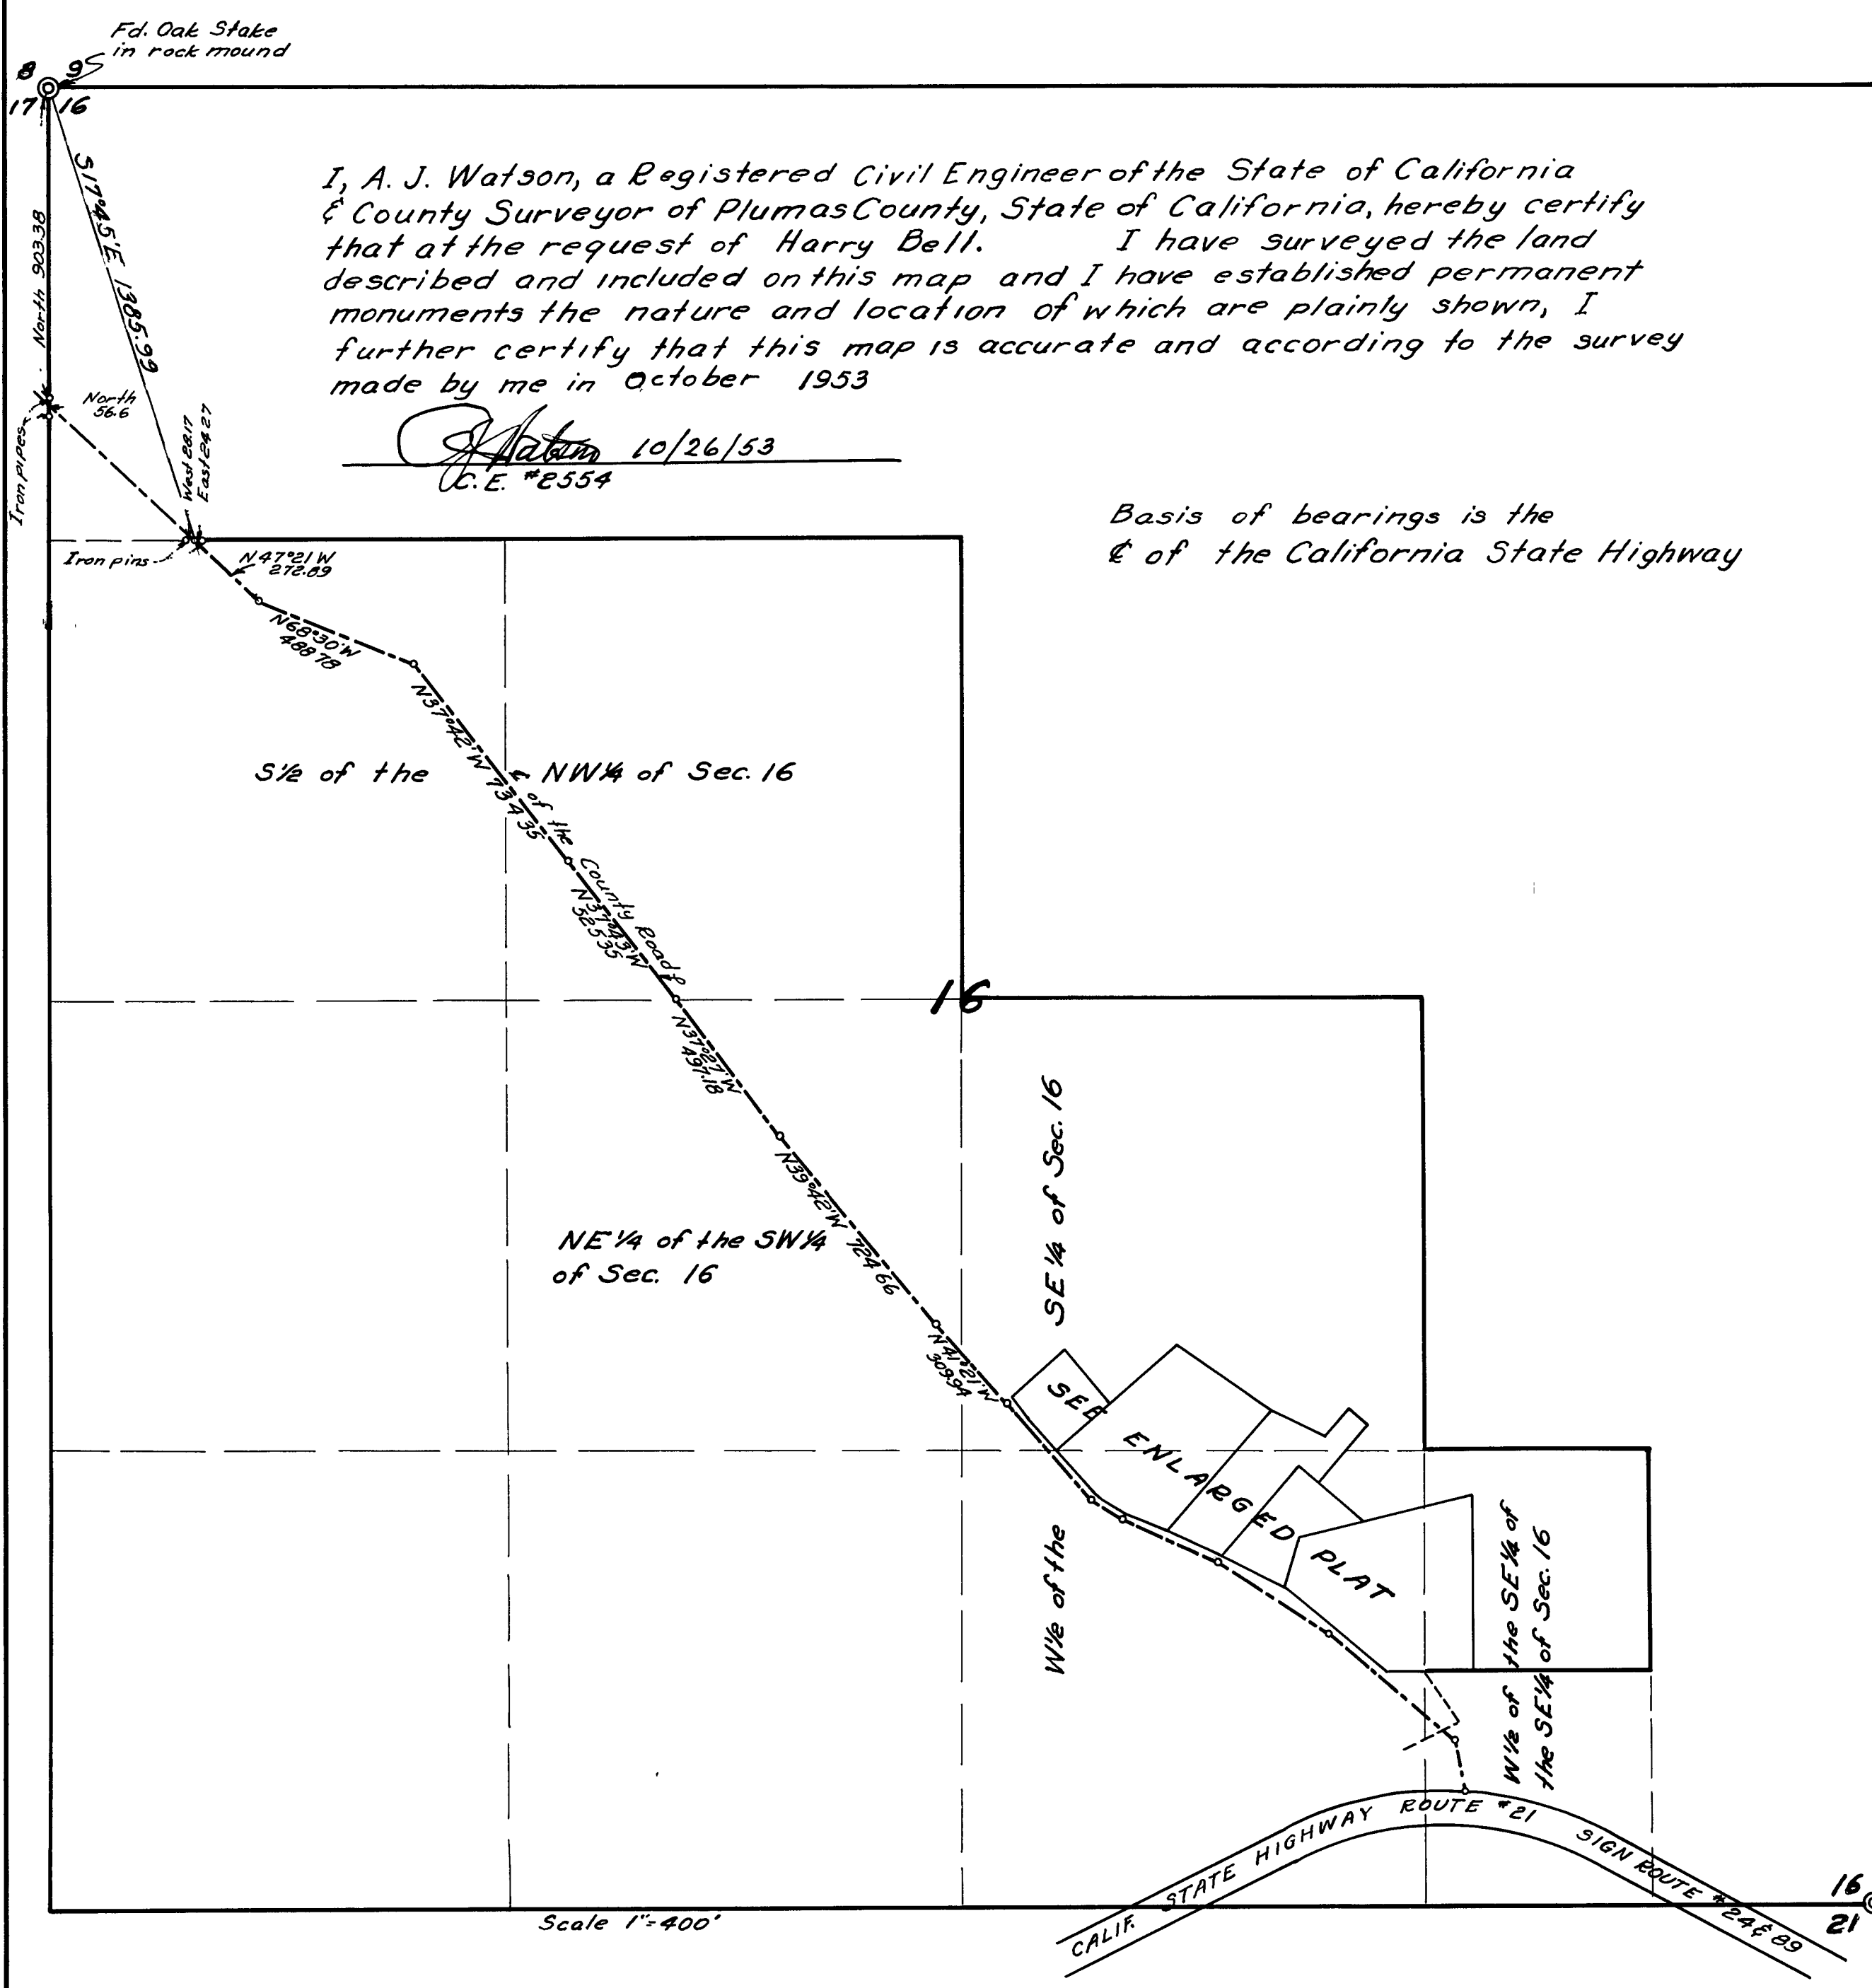 Fd. Oak Stake
in rock mound
8 9
17 16
S17°45'E 1385.99
North 903.38
I, A. J. Watson, a Registered Civil Engineer of the State of California
& County Surveyor of Plumas County, State of California, hereby certify
that at the request of Harry Bell. I have surveyed the land
described and included on this map and I have established permanent
monuments the nature and location of which are plainly shown, I
further certify that this map is accurate and according to the survey
made by me in October 1953
North
56.6
Iron pipes
West 28.17
East 24.27
10/26/53
C.E. #2554
Basis of bearings is the
℄ of the California State Highway
Iron pins
N47°21'W
272.89
N68°30'W
488.78
N37°42'W 734.35
S½ of the
NW¼ of Sec. 16
℄ of the County Road
N37°43'W
525.35
16
N37°27'W
497.18
N39°42'W 724.66
NE¼ of the SW¼
of Sec. 16
SE¼ of Sec. 16
W½ of the
N41°21'W
309.94
SEE ENLARGED PLAT
W½ of the SE¼ of
the SE¼ of Sec. 16
CALIF. STATE HIGHWAY ROUTE #21 SIGN ROUTE #24 & 89
16
21
Scale 1"=400'